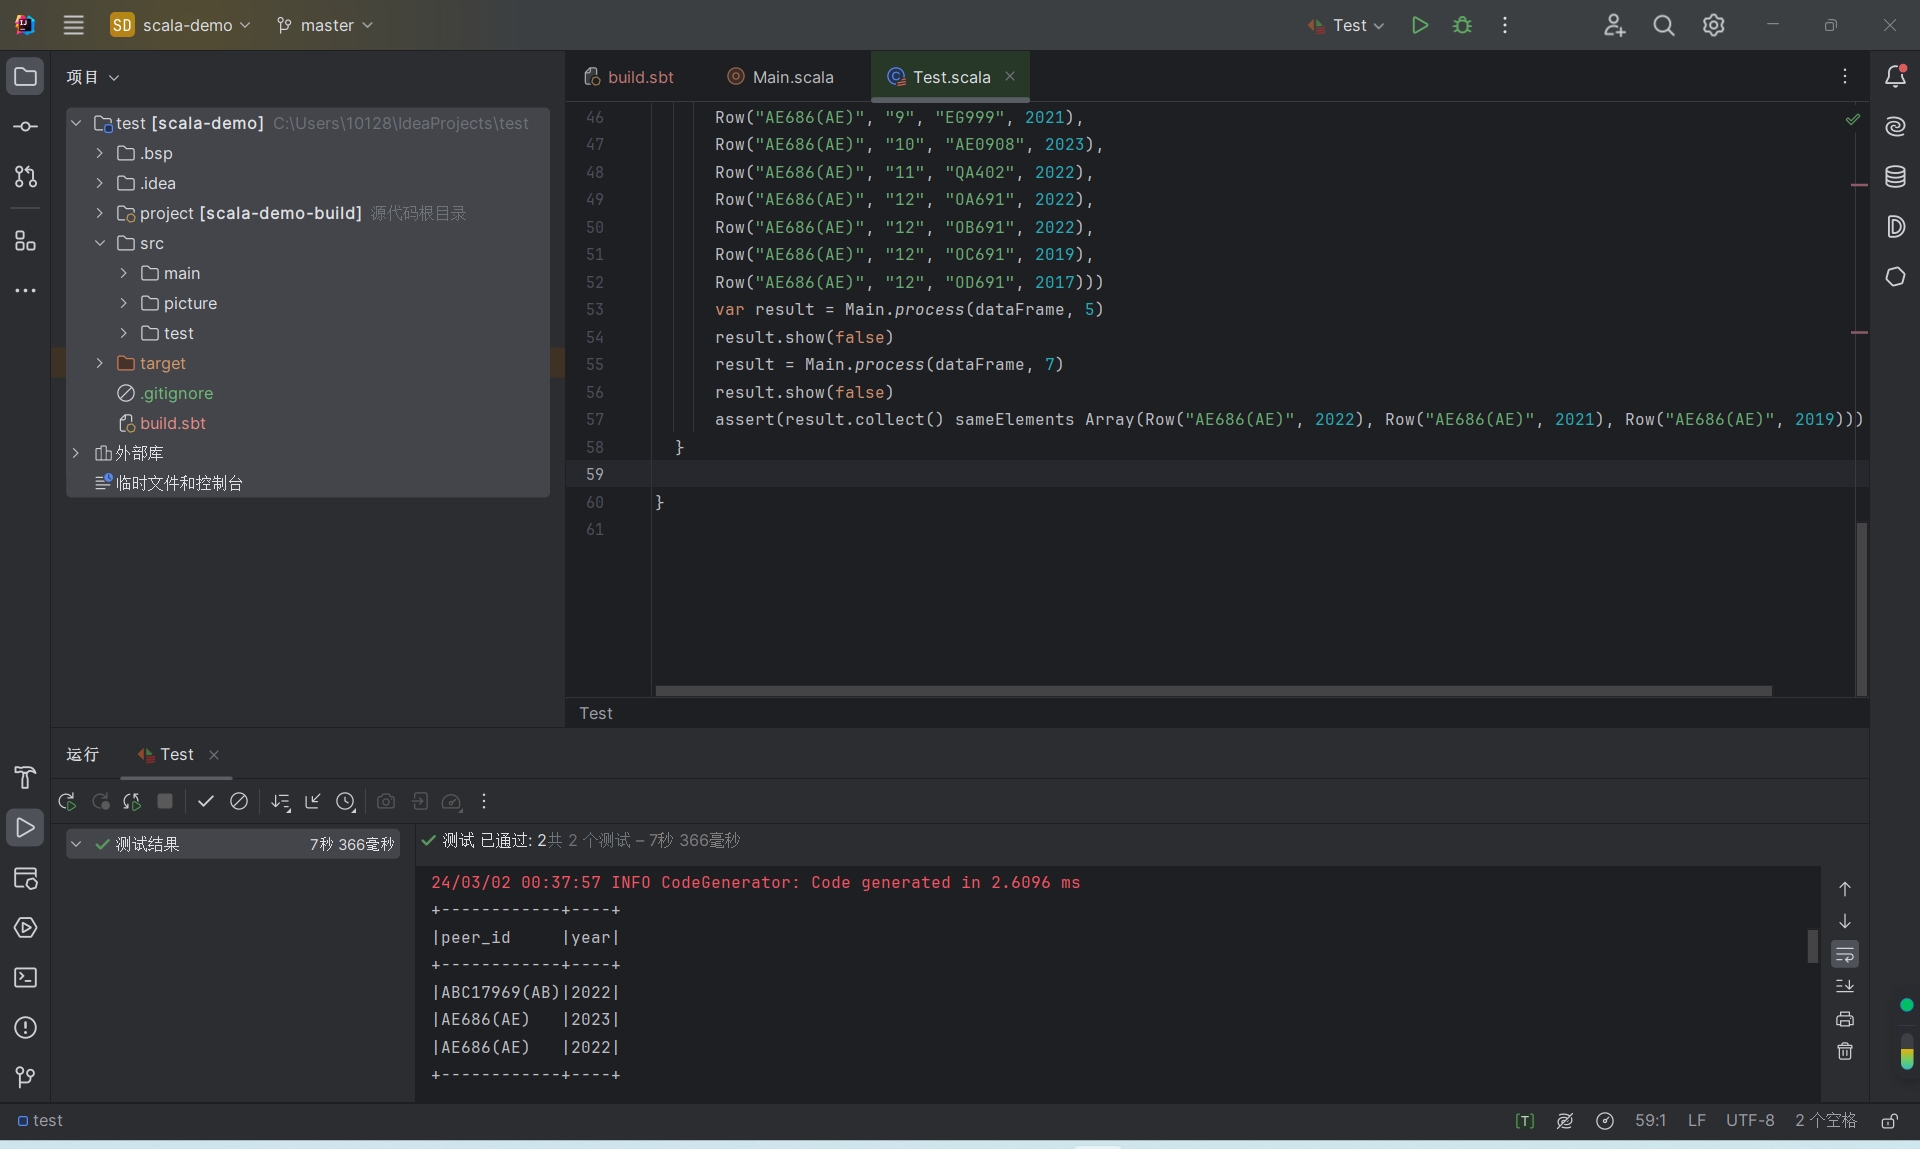 SD scala-demo master Test
项目
build.sbt Main.scala Test.scala
test [scala-demo] C:\Users\10128\IdeaProjects\test
.bsp
.idea
project [scala-demo-build] 源代码根目录
src
main
picture
test
target
.gitignore
build.sbt
外部库
临时文件和控制台
46 Row("AE686(AE)", "9", "EG999", 2021),
47 Row("AE686(AE)", "10", "AE0908", 2023),
48 Row("AE686(AE)", "11", "QA402", 2022),
49 Row("AE686(AE)", "12", "OA691", 2022),
50 Row("AE686(AE)", "12", "OB691", 2022),
51 Row("AE686(AE)", "12", "OC691", 2019),
52 Row("AE686(AE)", "12", "OD691", 2017)))
53 var result = Main.process(dataFrame, 5)
54 result.show(false)
55 result = Main.process(dataFrame, 7)
56 result.show(false)
57 assert(result.collect() sameElements Array(Row("AE686(AE)", 2022), Row("AE686(AE)", 2021), Row("AE686(AE)", 2019)))
58 }
59
60 }
61
Test
运行 Test
测试结果 7秒 366毫秒
测试 已通过: 2共 2 个测试 – 7秒 366毫秒
24/03/02 00:37:57 INFO CodeGenerator: Code generated in 2.6096 ms
+------------+----+
|peer_id     |year|
+------------+----+
|ABC17969(AB)|2022|
|AE686(AE)   |2023|
|AE686(AE)   |2022|
+------------+----+
test [T] 59:1 LF UTF-8 2 个空格